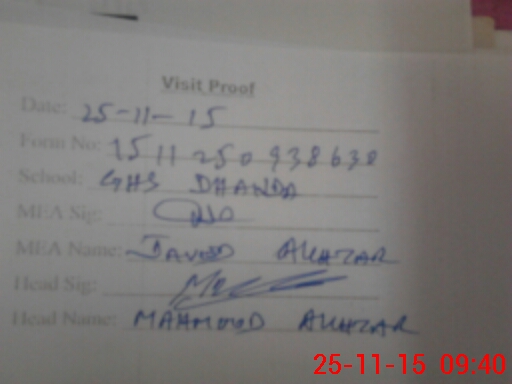 Visit Proof
Date: 25-11-15
Form No: 1511250938638
School: GHS DHANDA
MEA Sig:
MEA Name: JAVED AKHTAR
Head Sig:
Head Name: MAHMOOD AKHTAR
25-11-15 09:40